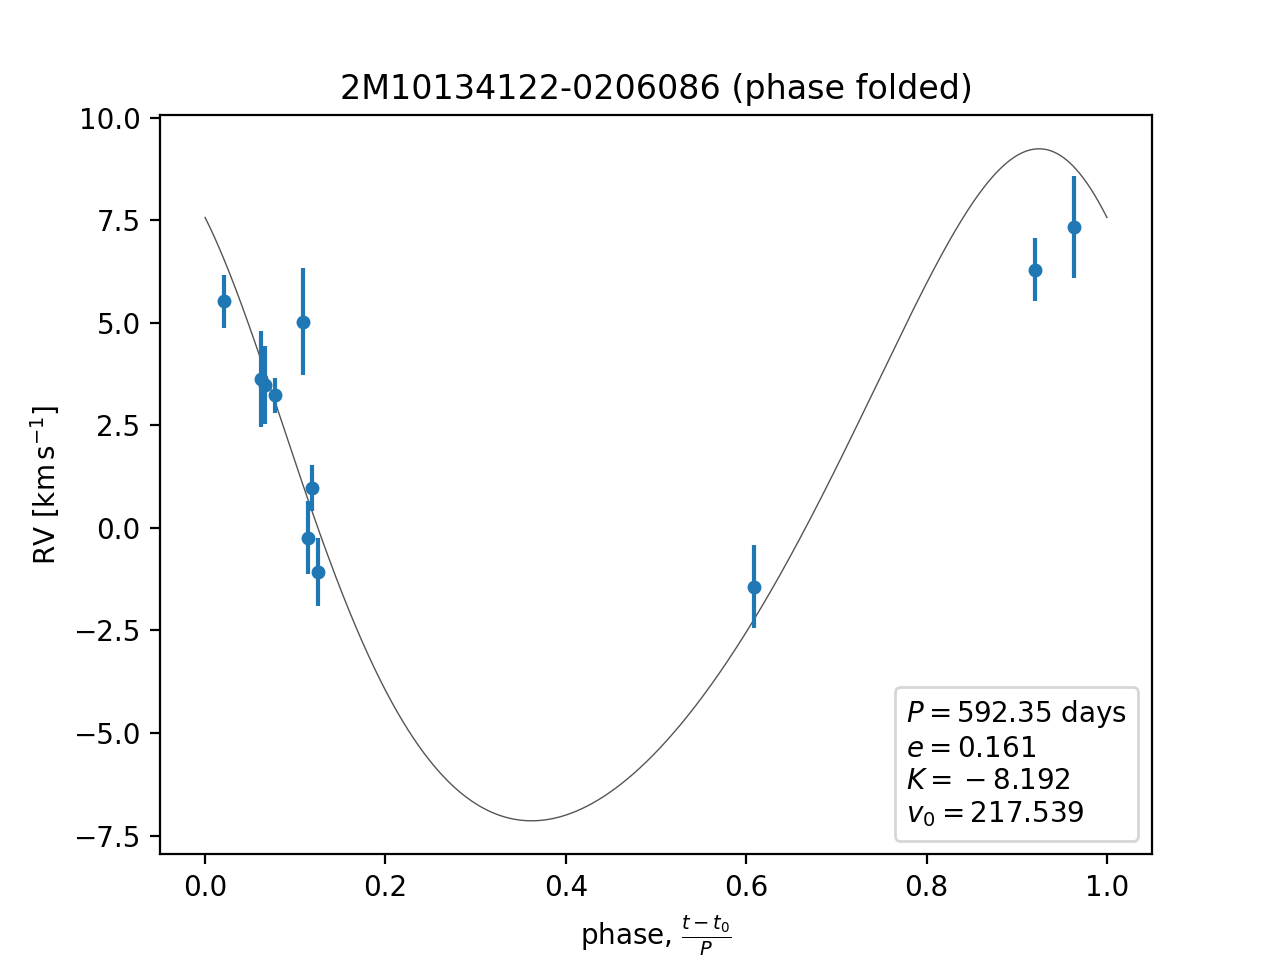 2M10134122-0206086 (phase folded)
10.0
7.5
5.0
2.5
0.0
−2.5
−5.0
−7.5
RV [km s⁻¹]
P = 592.35 days
e = 0.161
K = − 8.192
v₀ = 217.539
0.0 0.2 0.4 0.6 0.8 1.0
phase, (t − t₀)/P